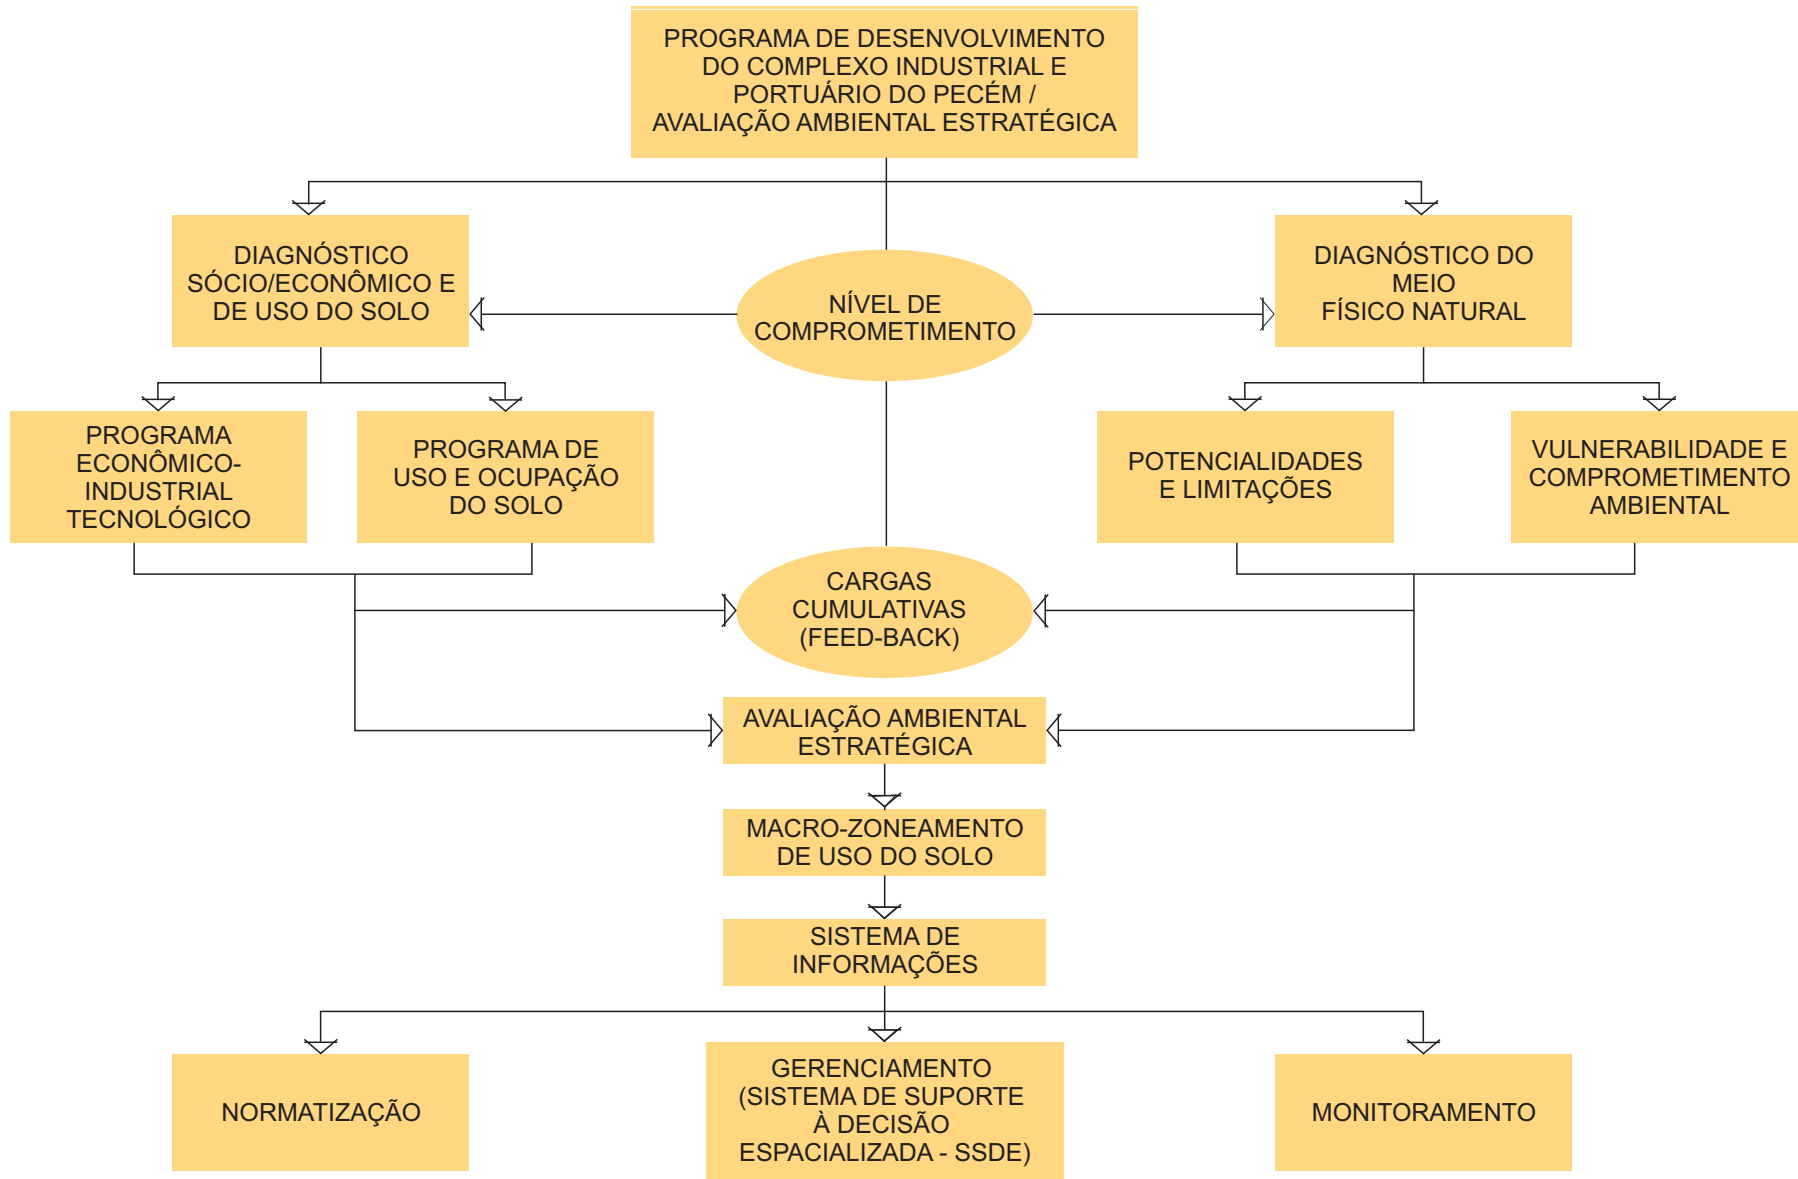 PROGRAMA DE DESENVOLVIMENTO
DO COMPLEXO INDUSTRIAL E
PORTUÁRIO DO PECÉM /
AVALIAÇÃO AMBIENTAL ESTRATÉGICA
DIAGNÓSTICO
SÓCIO/ECONÔMICO E
DE USO DO SOLO
NÍVEL DE
COMPROMETIMENTO
DIAGNÓSTICO DO
MEIO
FÍSICO NATURAL
PROGRAMA
ECONÔMICO-
INDUSTRIAL
TECNOLÓGICO
PROGRAMA DE
USO E OCUPAÇÃO
DO SOLO
POTENCIALIDADES
E LIMITAÇÕES
VULNERABILIDADE E
COMPROMETIMENTO
AMBIENTAL
CARGAS
CUMULATIVAS
(FEED-BACK)
AVALIAÇÃO AMBIENTAL
ESTRATÉGICA
MACRO-ZONEAMENTO
DE USO DO SOLO
SISTEMA DE
INFORMAÇÕES
NORMATIZAÇÃO
GERENCIAMENTO
(SISTEMA DE SUPORTE
À DECISÃO
ESPACIALIZADA - SSDE)
MONITORAMENTO